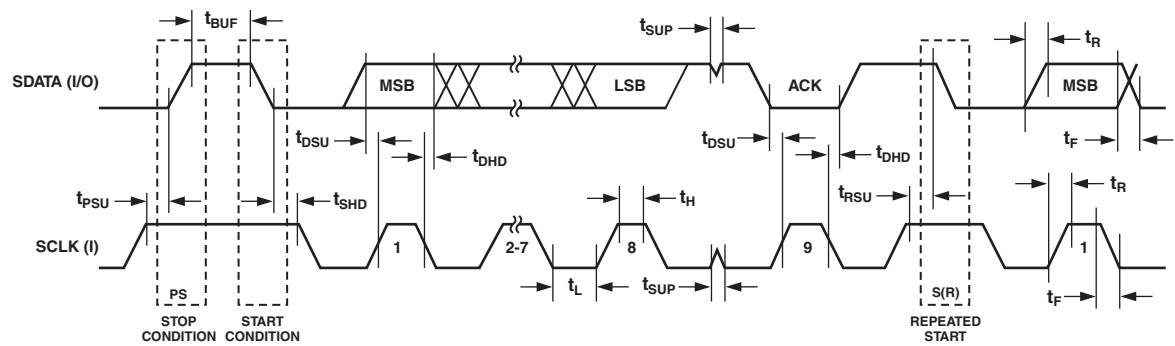 tBUF
tSUP
tR
SDATA (I/O)
MSB
LSB
ACK
MSB
tDSU
tDHD
tDSU
tDHD
tF
tPSU
tSHD
tH
tRSU
tR
SCLK (I)
1
2-7
8
9
1
tL
tSUP
tF
PS
S(R)
STOP
CONDITION
START
CONDITION
REPEATED
START